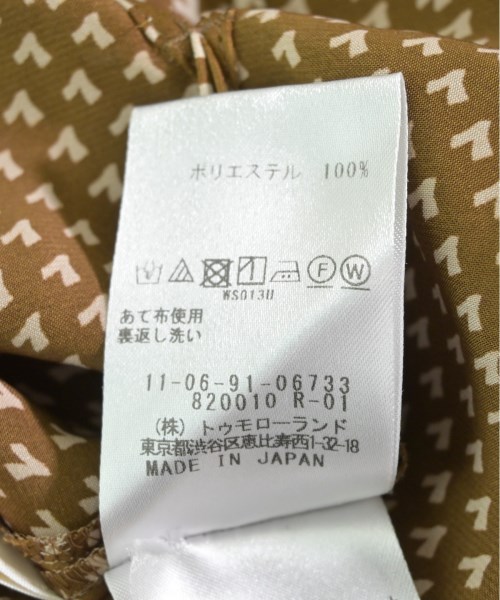 ポリエステル 100%
F W
WS013U
あて布使用
裏返し洗い
11-06-91-06733
820010 R-01
(株) トゥモローランド
東京都渋谷区恵比寿西1-32-18
MADE IN JAPAN